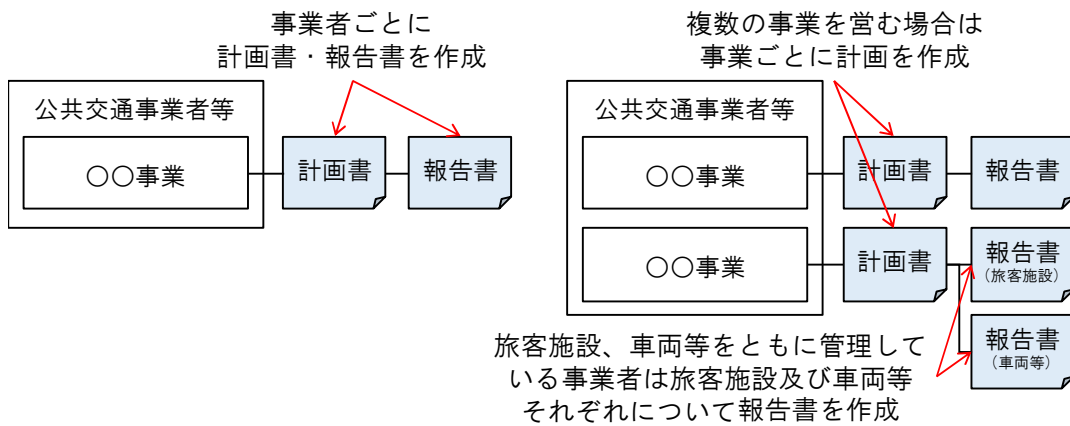 事業者ごとに
計画書・報告書を作成
公共交通事業者等
〇〇事業
計画書
報告書
複数の事業を営む場合は
事業ごとに計画を作成
公共交通事業者等
〇〇事業
計画書
報告書
〇〇事業
計画書
報告書
（旅客施設）
報告書
（車両等）
旅客施設、車両等をともに管理して
いる事業者は旅客施設及び車両等
それぞれについて報告書を作成